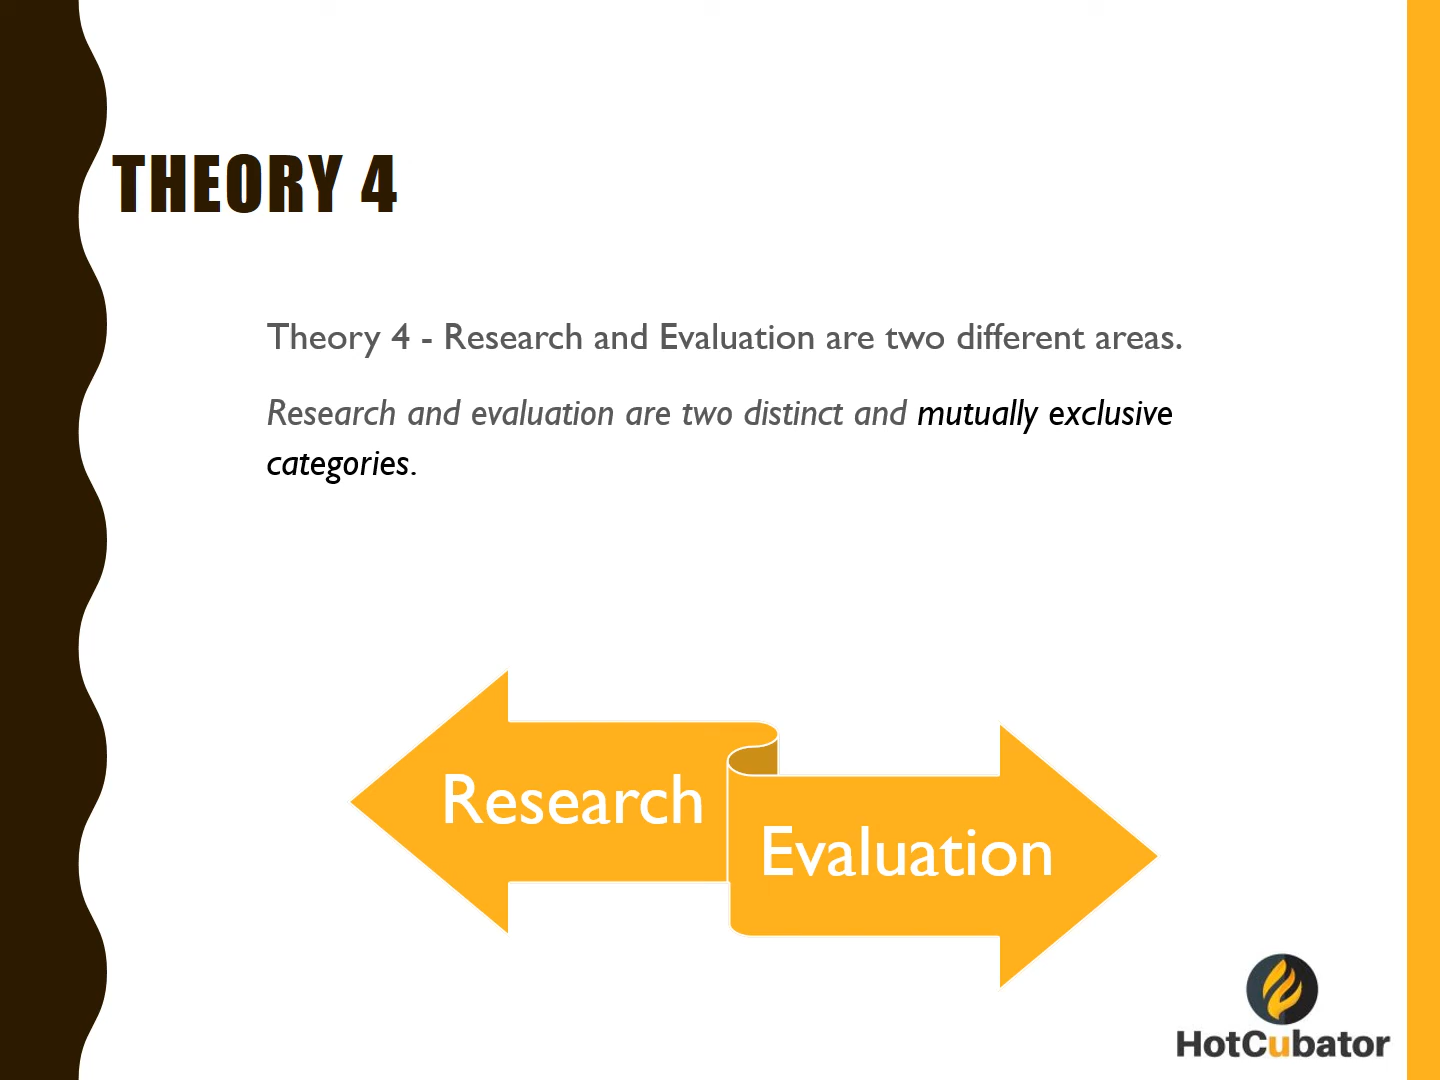 THEORY 4
Theory 4 - Research and Evaluation are two different areas.
Research and evaluation are two distinct and mutually exclusive
categories.
Research
Evaluation
HotCubator